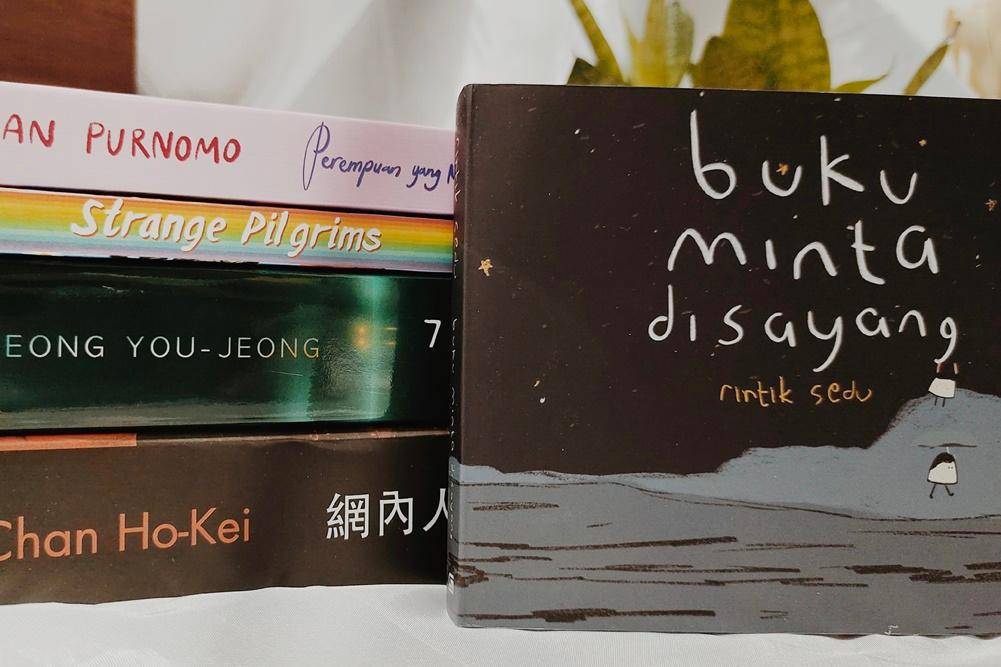 AN PURNOMO Perempuan yang
Strange Pilgrims
EONG YOU-JEONG 7
Chan Ho-Kei 網內人
buku
minta
disayang
rintik sedu